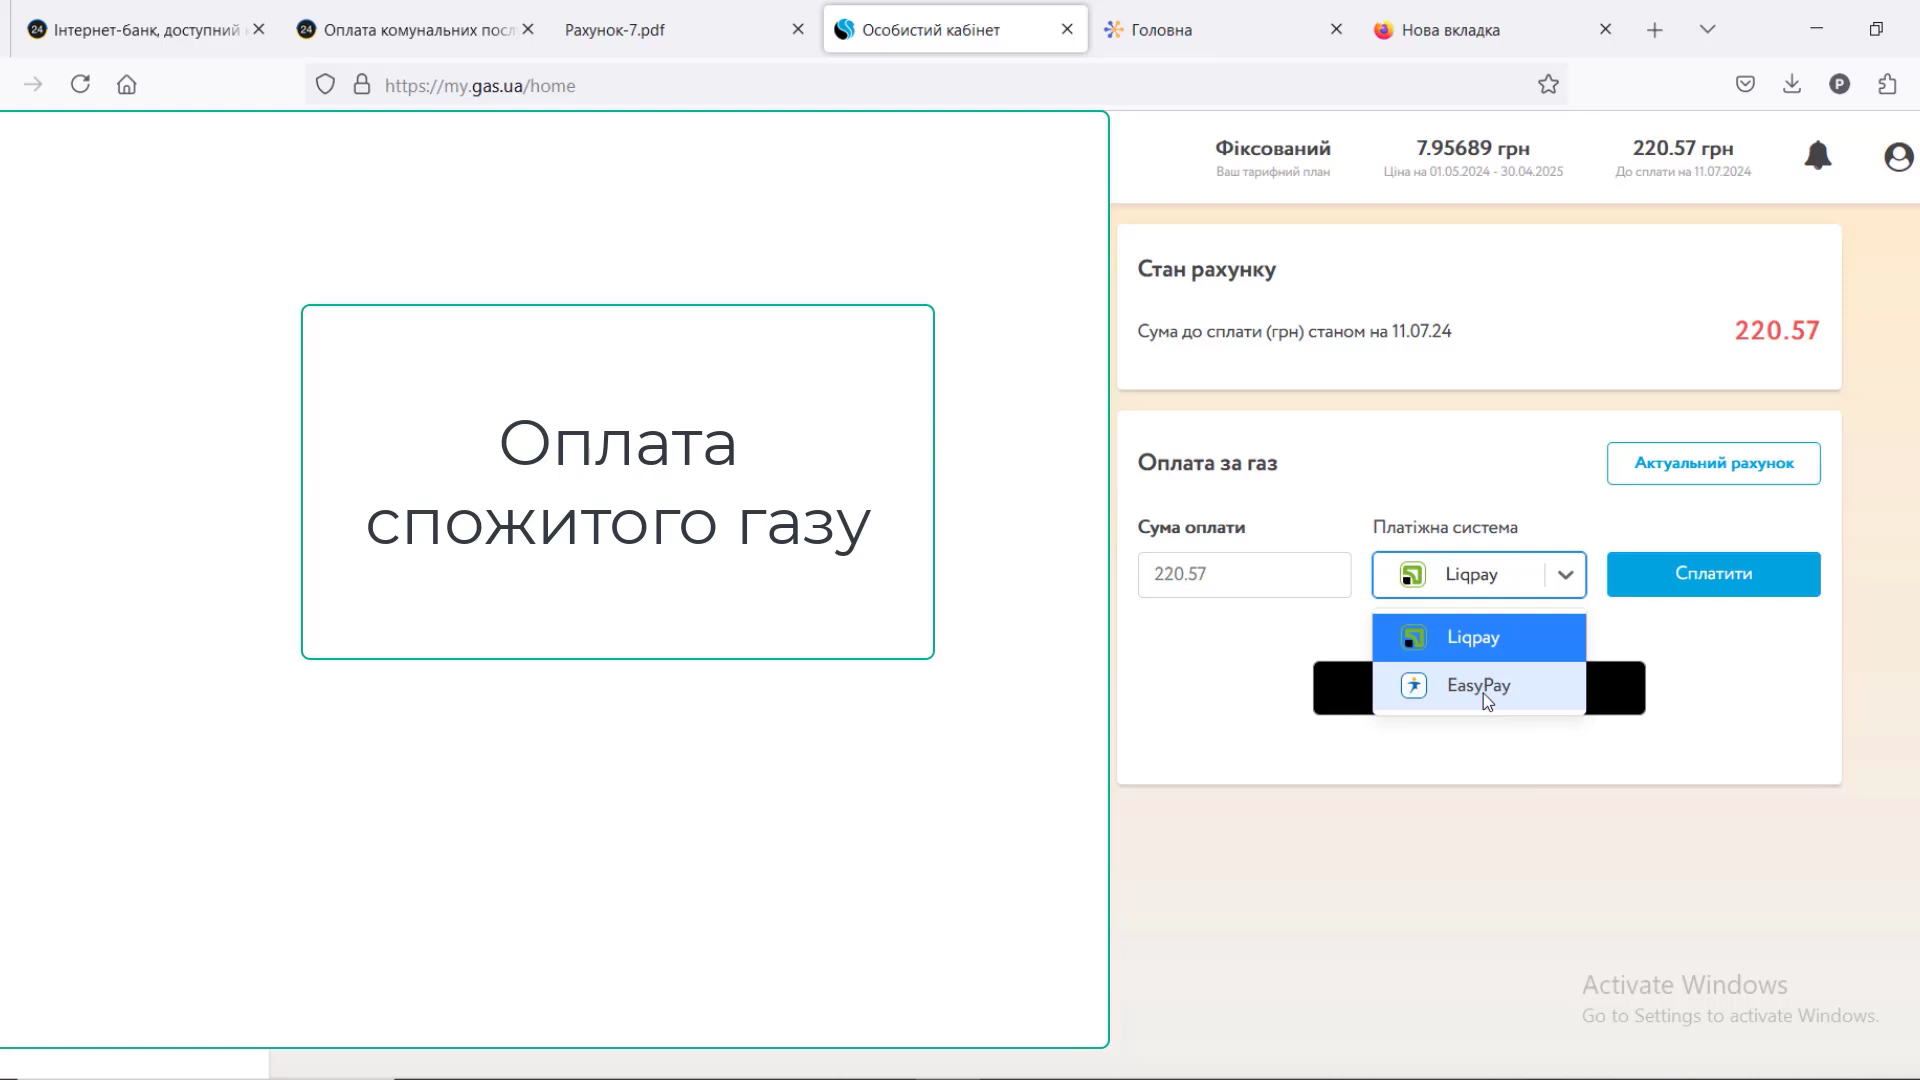 Інтернет-банк, доступний
Оплата комунальних посл
Рахунок-7.pdf
Особистий кабінет
Головна
Нова вкладка
https://my.gas.ua/home
P
Фіксований
Ваш тарифний план
7.95689 грн
Ціна на 01.05.2024 - 30.04.2025
220.57 грн
До сплати на 11.07.2024
Оплата
спожитого газу
Стан рахунку
Сума до сплати (грн) станом на 11.07.24
220.57
Оплата за газ
Актуальний рахунок
Сума оплати
Платіжна система
220.57
Liqpay
Сплатити
Liqpay
EasyPay
Activate Windows
Go to Settings to activate Windows.